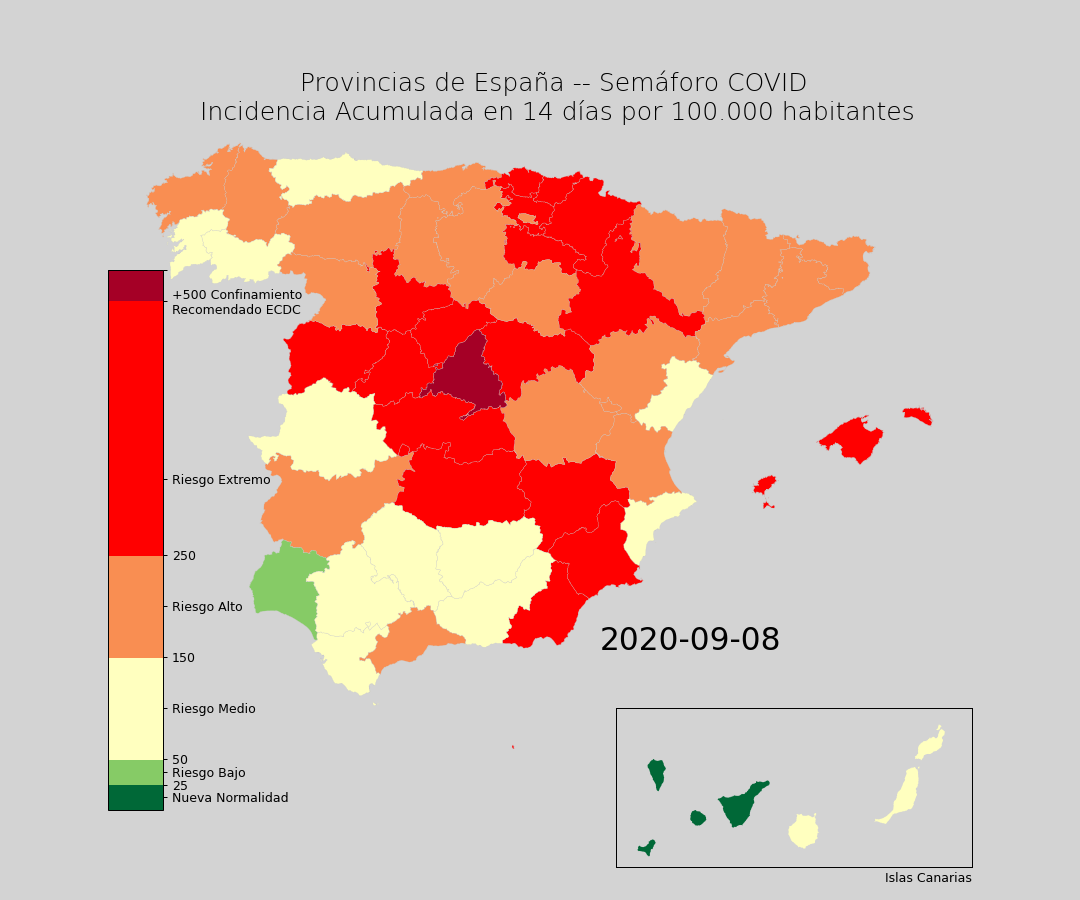 Provincias de España -- Semáforo COVID
Incidencia Acumulada en 14 días por 100.000 habitantes
+500 Confinamiento
Recomendado ECDC
Riesgo Extremo
250
Riesgo Alto
150
Riesgo Medio
50
Riesgo Bajo
25
Nueva Normalidad
2020-09-08
Islas Canarias